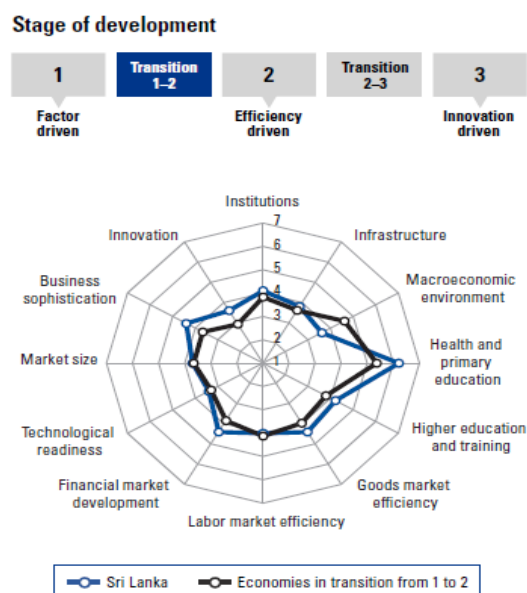 Stage of development
1
Transition
1–2
2
Transition
2–3
3
Factor
driven
Efficiency
driven
Innovation
driven
Institutions
Infrastructure
Macroeconomic
environment
Health and
primary
education
Higher education
and training
Goods market
efficiency
Labor market efficiency
Financial market
development
Technological
readiness
Market size
Business
sophistication
Innovation
7
6
5
4
3
2
1
Sri Lanka
Economies in transition from 1 to 2